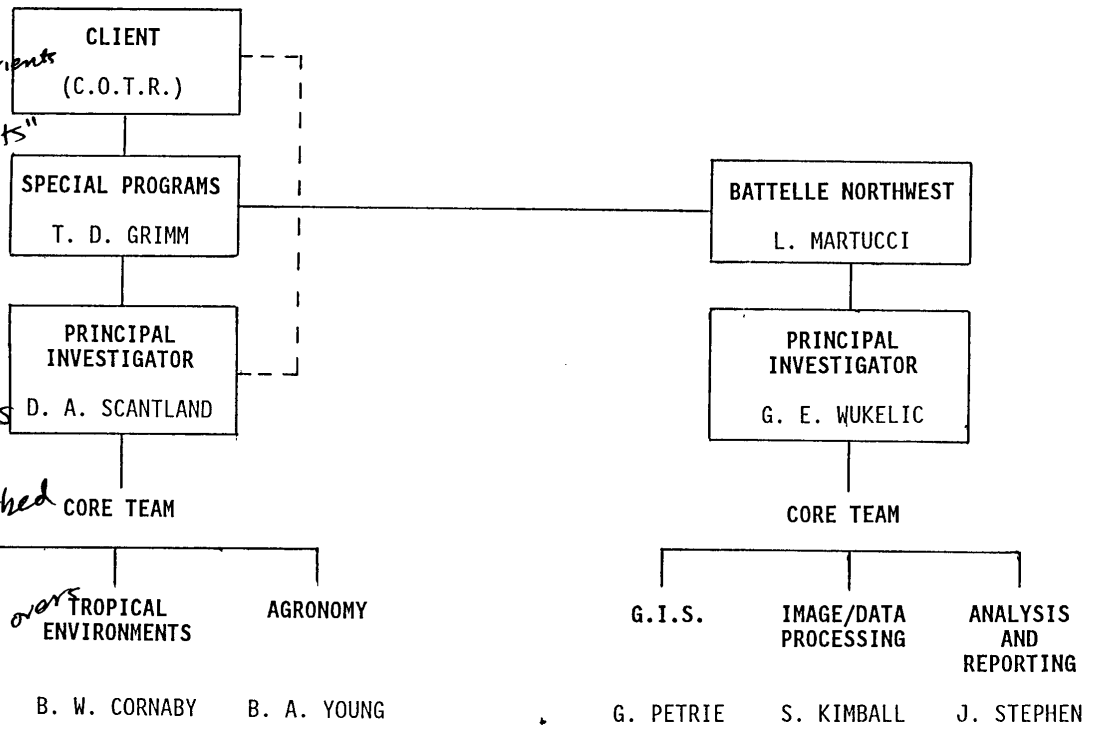 CLIENT
(C.O.T.R.)
ts"
SPECIAL PROGRAMS
T. D. GRIMM
BATTELLE NORTHWEST
L. MARTUCCI
PRINCIPAL
INVESTIGATOR
D. A. SCANTLAND
PRINCIPAL
INVESTIGATOR
G. E. WUKELIC
CORE TEAM
CORE TEAM
TROPICAL
ENVIRONMENTS
AGRONOMY
G.I.S.
IMAGE/DATA
PROCESSING
ANALYSIS
AND
REPORTING
B. W. CORNABY
B. A. YOUNG
G. PETRIE
S. KIMBALL
J. STEPHEN